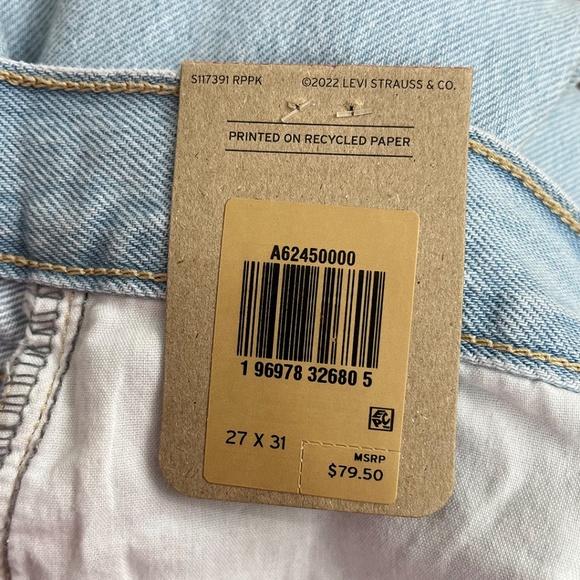 S117391 RPPK ©2022 LEVI STRAUSS & CO.
PRINTED ON RECYCLED PAPER
A62450000
1 96978 32680 5
EC
27 X 31
MSRP
$79.50